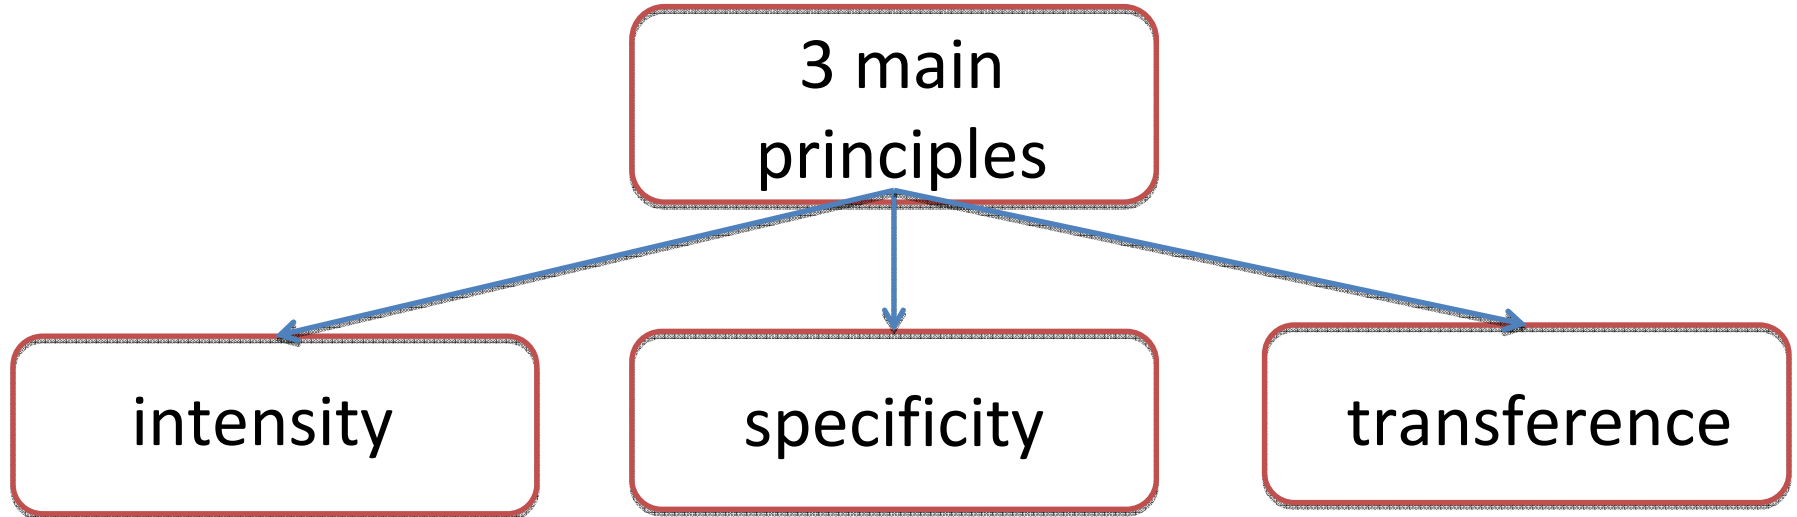 3 main
principles
intensity
specificity
transference